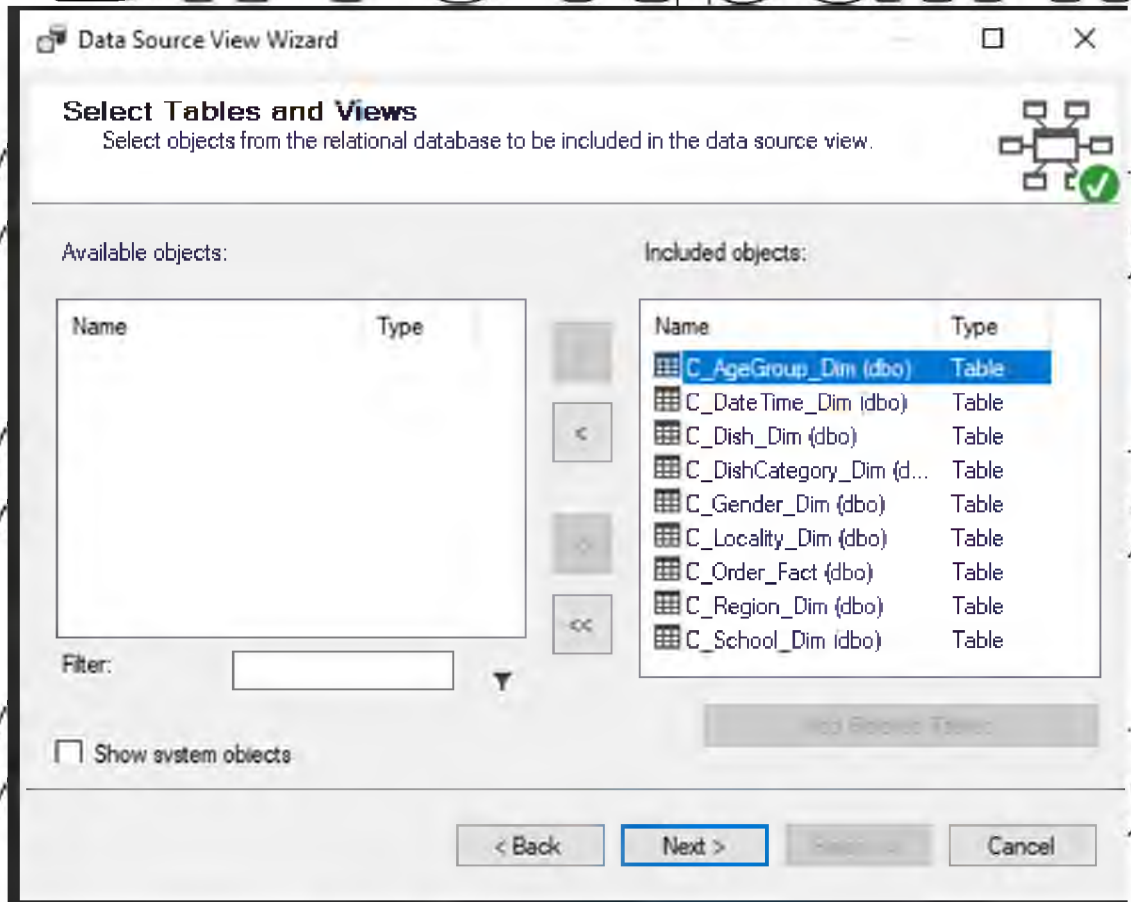 Data Source View Wizard
Select Tables and Views
Select objects from the relational database to be included in the data source view.
Available objects:
Included objects:
Name Type
Name Type
C_AgeGroup_Dim (dbo) Table
C_DateTime_Dim (dbo) Table
C_Dish_Dim (dbo) Table
<
C_DishCategory_Dim (d... Table
C_Gender_Dim (dbo) Table
C_Locality_Dim (dbo) Table
C_Order_Fact (dbo) Table
C_Region_Dim (dbo) Table
<<
C_School_Dim (dbo) Table
Filter:
Show system objects
< Back Next > Cancel